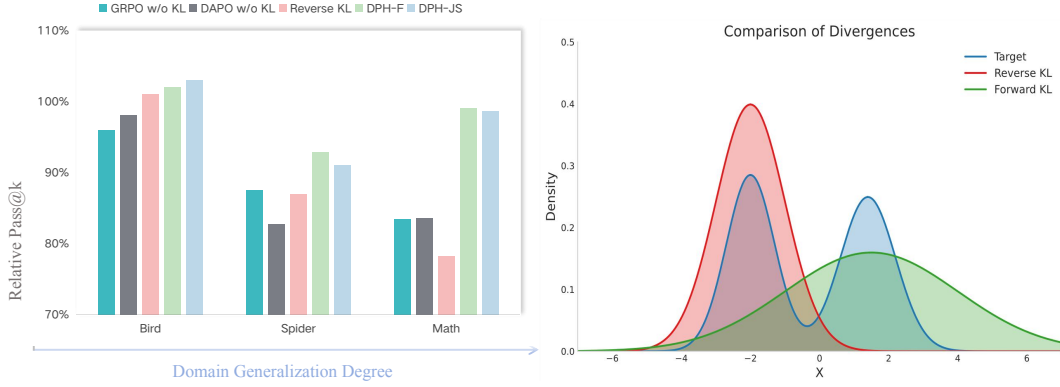 GRPO w/o KL DAPO w/o KL Reverse KL DPH-F DPH-JS
110%
100%
90%
80%
70%
Relative Pass@k
Bird Spider Math
Domain Generalization Degree
Comparison of Divergences
Target
Reverse KL
Forward KL
0.5
0.4
0.3
0.2
0.1
0.0
Density
−6 −4 −2 0 2 4 6
X